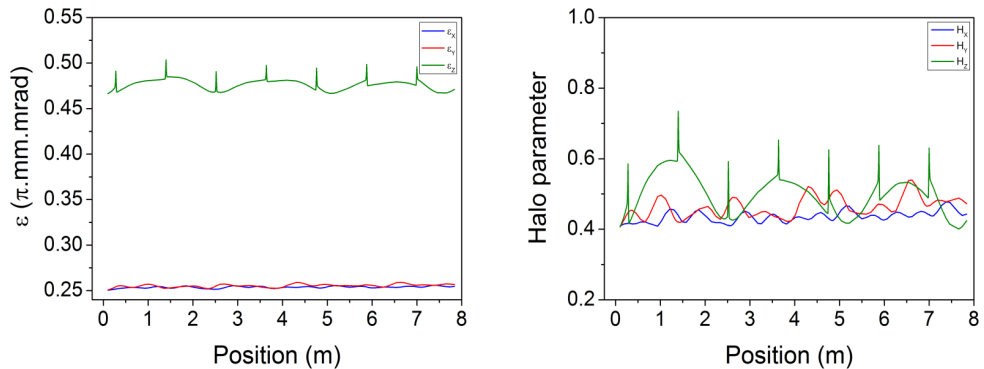 0.55
0.50
0.45
0.40
0.35
0.30
0.25
ε (π.mm.mrad)
0 1 2 3 4 5 6 7 8
Position (m)
εX
εY
εZ
1.0
0.8
0.6
0.4
0.2
Halo parameter
0 1 2 3 4 5 6 7 8
Position (m)
HX
HY
HZ